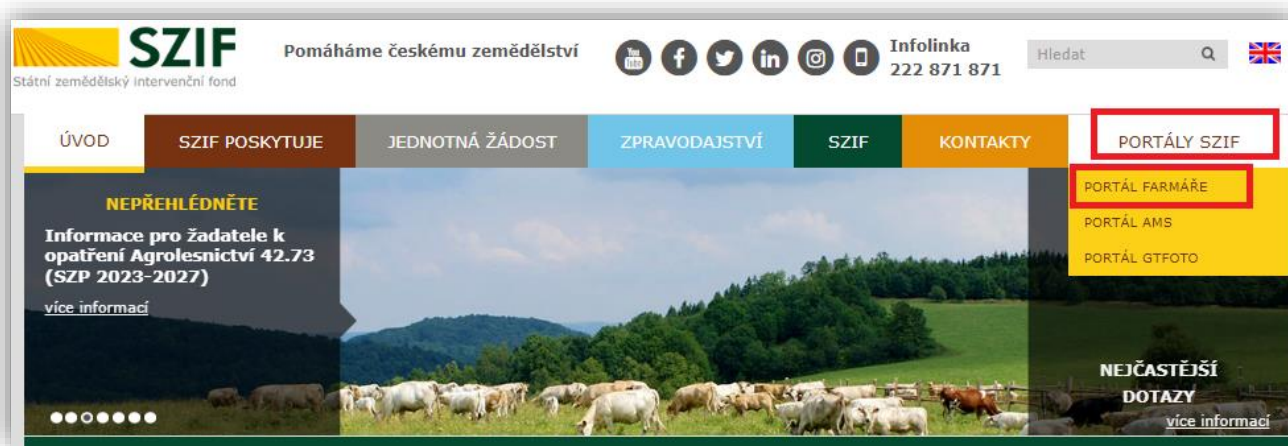 SZIF
Státní zemědělský intervenční fond
Pomáháme českému zemědělství
You
Tube
Infolinka
222 871 871
Hledat
ÚVOD
SZIF POSKYTUJE
JEDNOTNÁ ŽÁDOST
ZPRAVODAJSTVÍ
SZIF
KONTAKTY
PORTÁLY SZIF
PORTÁL FARMÁŘE
PORTÁL AMS
PORTÁL GTFOTO
NEPŘEHLÉDNĚTE
Informace pro žadatele k
opatření Agrolesnictví 42.73
(SZP 2023-2027)
více informací
NEJČASTĚJŠÍ
DOTAZY
více informací